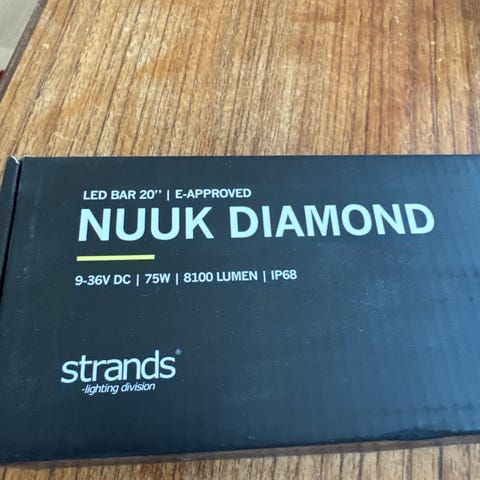 LED BAR 20’’ | E-APPROVED
NUUK DIAMOND
9-36V DC | 75W | 8100 LUMEN | IP68
strands®
-lighting division